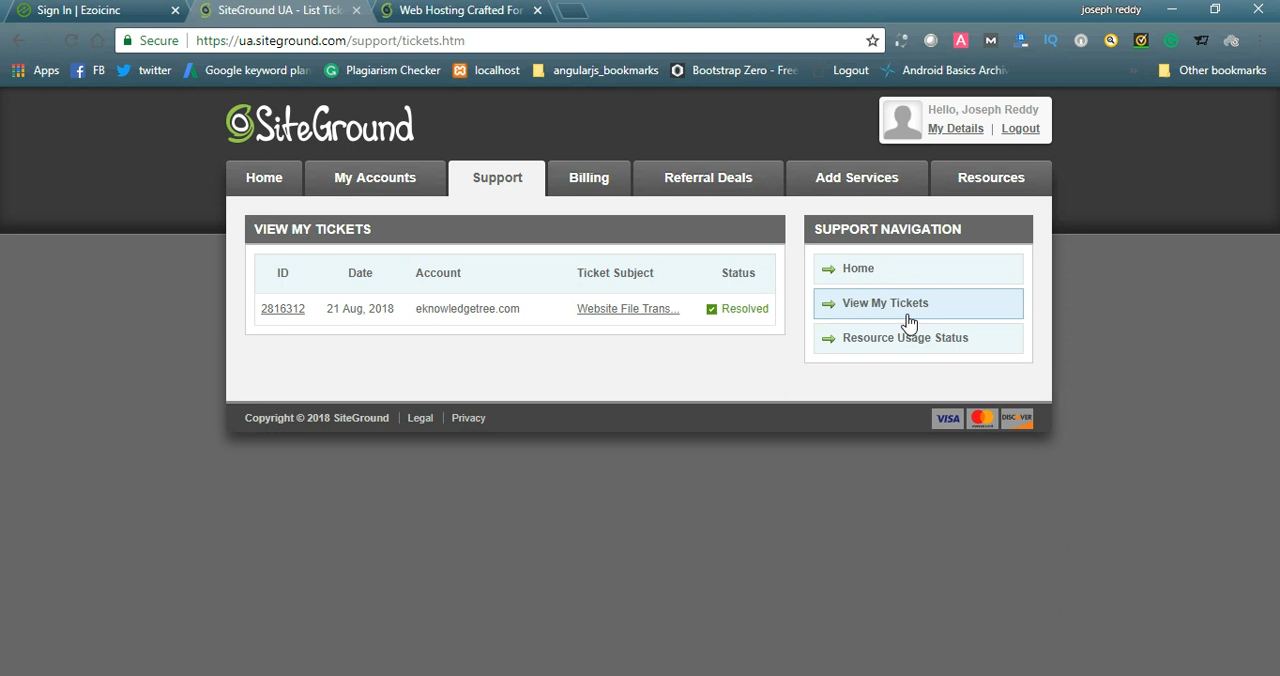 Sign In | Ezoicinc
SiteGround UA - List Tick
Web Hosting Crafted For
joseph reddy
Secure
https://ua.siteground.com/support/tickets.htm
Apps
FB
twitter
Google keyword plan
Plagiarism Checker
localhost
angularjs_bookmarks
Bootstrap Zero - Free
Logout
Android Basics Archiv
Other bookmarks
SiteGround
Hello, Joseph Reddy
My Details | Logout
Home
My Accounts
Support
Billing
Referral Deals
Add Services
Resources
VIEW MY TICKETS
ID Date Account Ticket Subject Status
2816312 21 Aug, 2018 eknowledgetree.com Website File Trans... Resolved
SUPPORT NAVIGATION
Home
View My Tickets
Resource Usage Status
Copyright © 2018 SiteGround | Legal | Privacy
VISA
DISCOVER